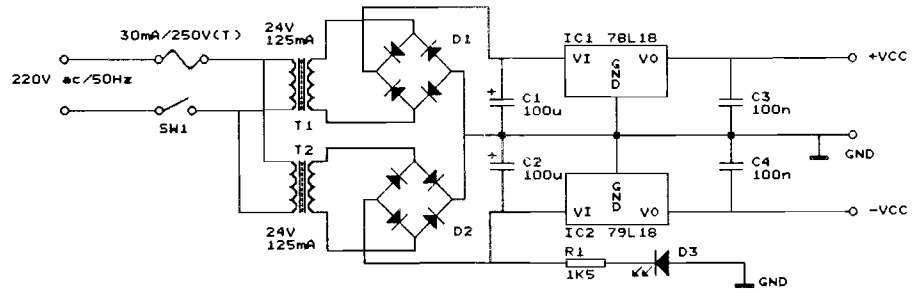 30mA/250V(T)
24V
125mA
D1
IC1 78L18
VI
GND
VO
+VCC
220V ac/50Hz
SW1
T1
+
C1
100u
C3
100n
GND
T2
+
C2
100u
C4
100n
GND
VI
VO
-VCC
24V
125mA
D2
IC2 79L18
R1
1K5
D3
GND